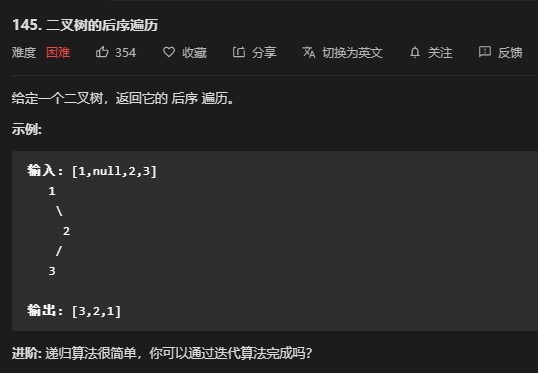 145. 二叉树的后序遍历
难度 困难 354 收藏 分享 切换为英文 关注 反馈
给定一个二叉树，返回它的 后序 遍历。
示例:
输入: [1,null,2,3]
1
\
2
/
3
输出: [3,2,1]
进阶: 递归算法很简单，你可以通过迭代算法完成吗？